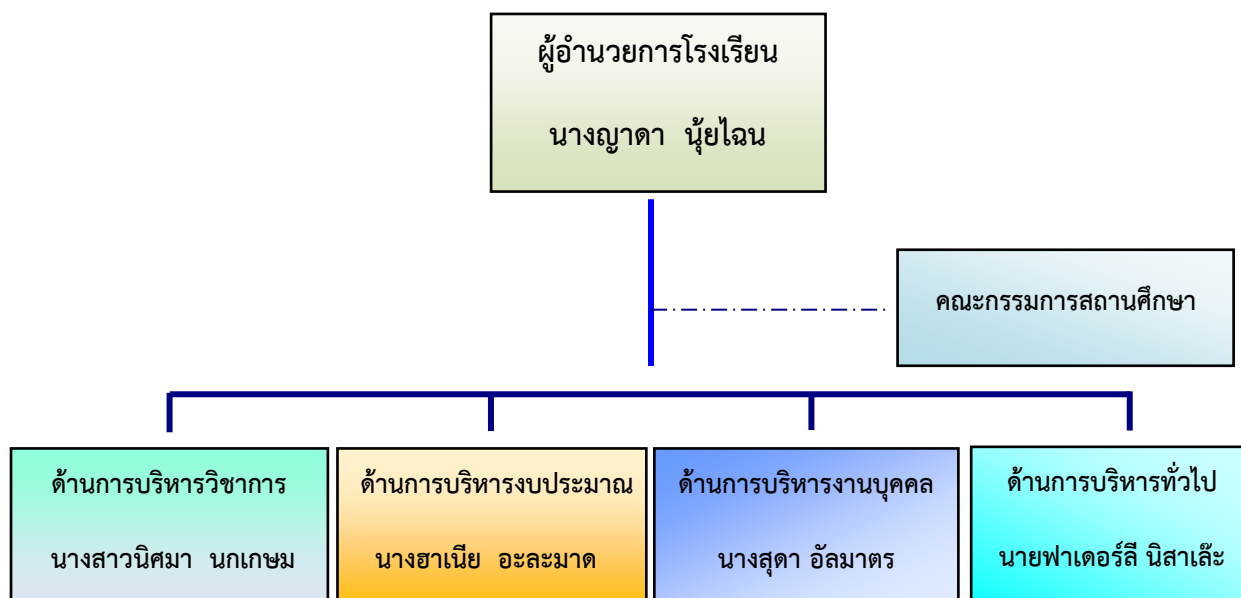 ผู้อำนวยการโรงเรียน
นางญาดา นุ้ยไฉน
คณะกรรมการสถานศึกษา
ด้านการบริหารวิชาการ
นางสาวนิศมา นกเกษม
ด้านการบริหารงบประมาณ
นางฮาเนีย อะละมาด
ด้านการบริหารงานบุคคล
นางสุดา อัลมาตร
ด้านการบริหารทั่วไป
นายฟาเดอร์ลี นิสาเล๊ะ